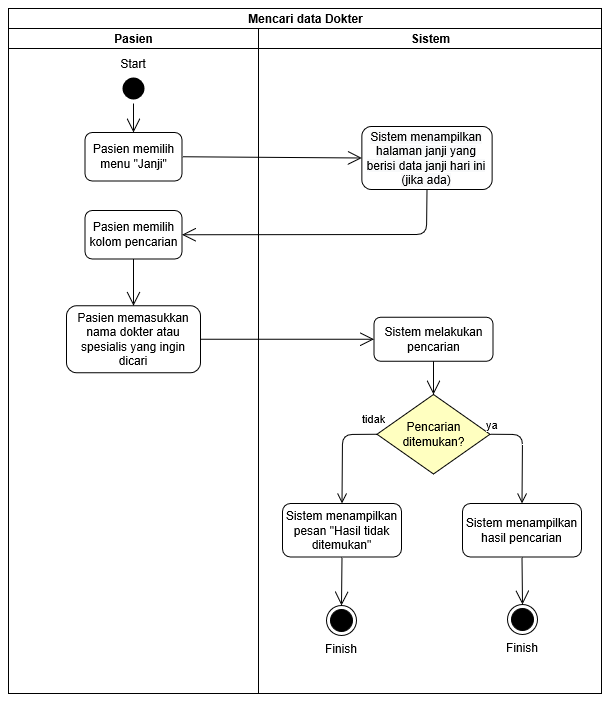 Mencari data Dokter
Pasien
Sistem
Start
Pasien memilih
menu "Janji"
Sistem menampilkan
halaman janji yang
berisi data janji hari ini
(jika ada)
Pasien memilih
kolom pencarian
Pasien memasukkan
nama dokter atau
spesialis yang ingin
dicari
Sistem melakukan
pencarian
Pencarian
ditemukan?
tidak
ya
Sistem menampilkan
pesan "Hasil tidak
ditemukan"
Sistem menampilkan
hasil pencarian
Finish
Finish